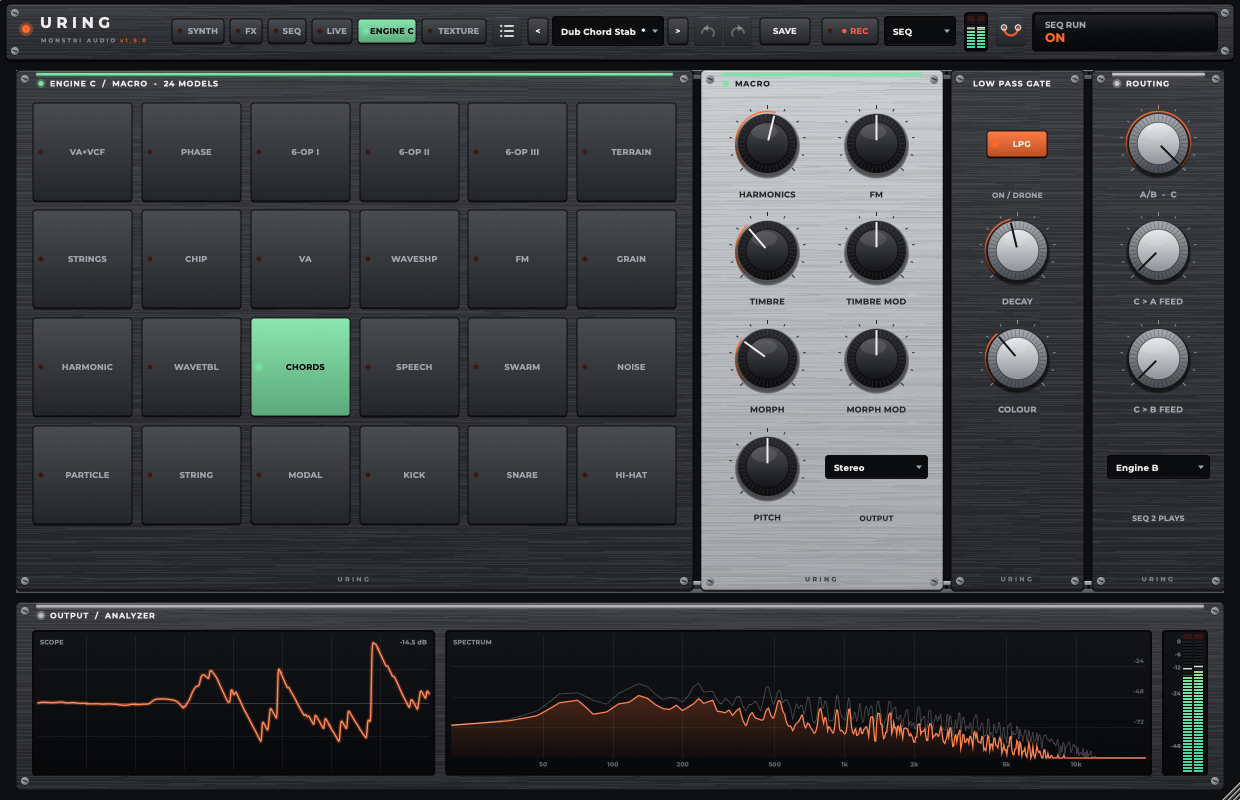 URING
MONSTRI AUDIO v1.5.0
SYNTH FX SEQ LIVE ENGINE C TEXTURE < Dub Chord Stab * > SAVE REC SEQ
SEQ RUN
ON
ENGINE C / MACRO - 24 MODELS
VA+VCF PHASE 6-OP I 6-OP II 6-OP III TERRAIN
STRINGS CHIP VA WAVESHP FM GRAIN
HARMONIC WAVETBL CHORDS SPEECH SWARM NOISE
PARTICLE STRING MODAL KICK SNARE HI-HAT
URING
MACRO
HARMONICS FM
TIMBRE TIMBRE MOD
MORPH MORPH MOD
Stereo
PITCH OUTPUT
URING
LOW PASS GATE
LPG
ON / DRONE
DECAY
COLOUR
URING
ROUTING
A/B - C
C > A FEED
C > B FEED
Engine B
SEQ 2 PLAYS
URING
OUTPUT / ANALYZER
SCOPE -14.5 dB
SPECTRUM
-24
-48
-72
50 100 200 500 1k 2k 5k 10k
0
-6
-12
-24
-48